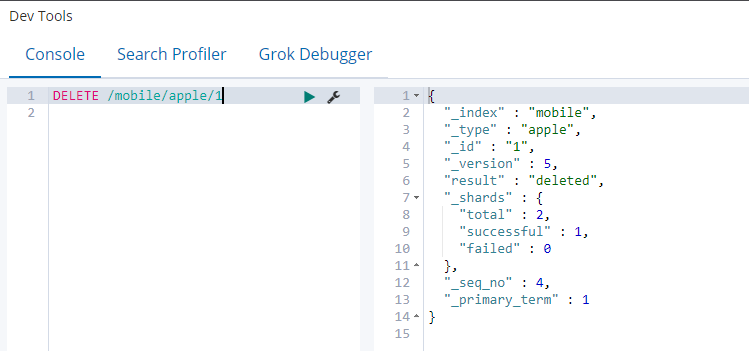 Dev Tools
Console Search Profiler Grok Debugger
1 DELETE /mobile/apple/1
2
1 {
2 "_index" : "mobile",
3 "_type" : "apple",
4 "_id" : "1",
5 "_version" : 5,
6 "result" : "deleted",
7 "_shards" : {
8 "total" : 2,
9 "successful" : 1,
10 "failed" : 0
11 },
12 "_seq_no" : 4,
13 "_primary_term" : 1
14 }
15